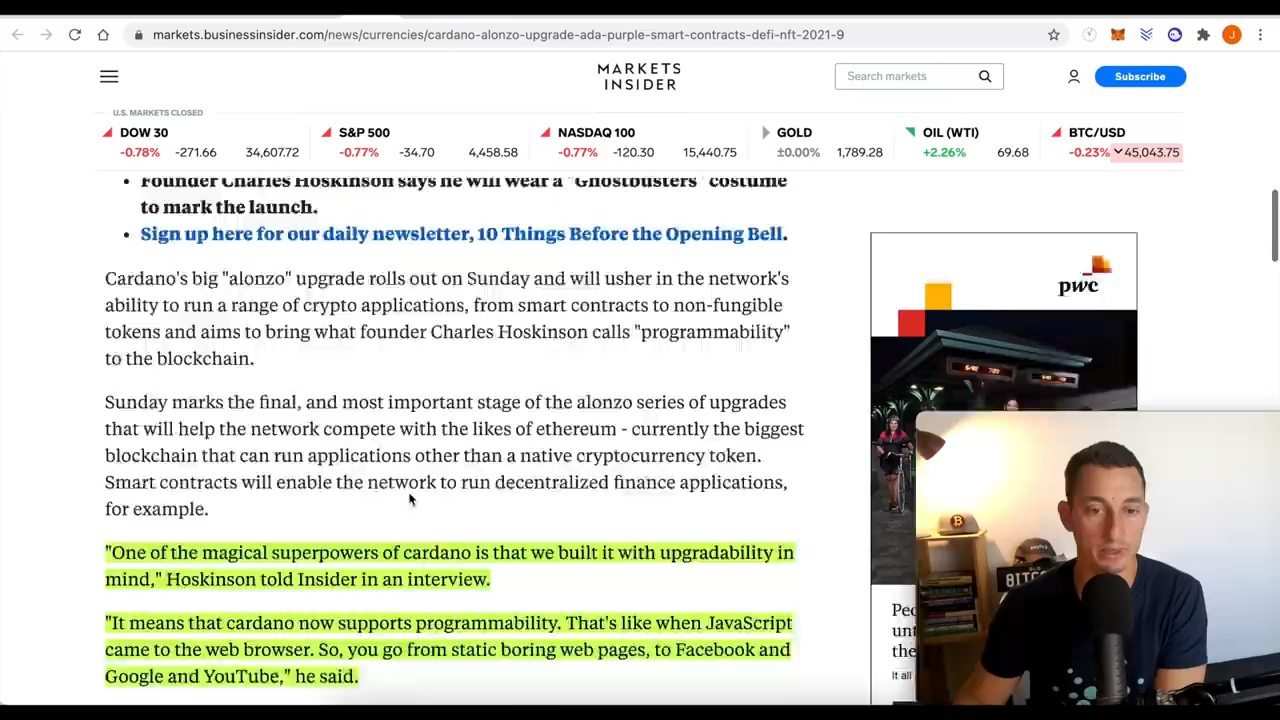 markets.businessinsider.com/news/currencies/cardano-alonzo-upgrade-ada-purple-smart-contracts-defi-nft-2021-9
J
MARKETS
INSIDER
Search markets
Subscribe
U.S. MARKETS CLOSED
DOW 30
-0.78% -271.66 34,607.72
S&P 500
-0.77% -34.70 4,458.58
NASDAQ 100
-0.77% -120.30 15,440.75
GOLD
±0.00% 1,789.28
OIL (WTI)
+2.26% 69.68
BTC/USD
-0.23% 45,043.75
• Founder Charles Hoskinson says he will wear a "Ghostbusters" costume
to mark the launch.
• Sign up here for our daily newsletter, 10 Things Before the Opening Bell.
Cardano's big "alonzo" upgrade rolls out on Sunday and will usher in the network's
ability to run a range of crypto applications, from smart contracts to non-fungible
tokens and aims to bring what founder Charles Hoskinson calls "programmability"
to the blockchain.
Sunday marks the final, and most important stage of the alonzo series of upgrades
that will help the network compete with the likes of ethereum - currently the biggest
blockchain that can run applications other than a native cryptocurrency token.
Smart contracts will enable the network to run decentralized finance applications,
for example.
"One of the magical superpowers of cardano is that we built it with upgradability in
mind," Hoskinson told Insider in an interview.
"It means that cardano now supports programmability. That's like when JavaScript
came to the web browser. So, you go from static boring web pages, to Facebook and
Google and YouTube," he said.
pwc
It all